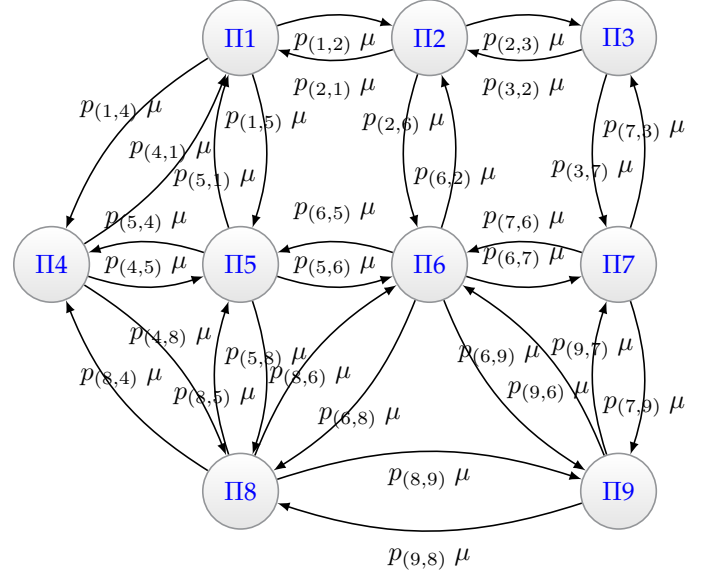 Π1
p(1,2) μ
Π2
p(2,3) μ
Π3
p(2,1) μ
p(3,2) μ
p(1,4) μ
p(1,5) μ
p(2,6) μ
p(7,3) μ
p(4,1) μ
p(5,1) μ
p(6,2) μ
p(3,7) μ
p(5,4) μ
p(6,5) μ
p(7,6) μ
Π4
p(4,5) μ
Π5
p(5,6) μ
Π6
p(6,7) μ
Π7
p(4,8) μ
p(5,8) μ
p(6,9) μ
p(9,7) μ
p(8,4) μ
p(8,5) μ
p(8,6) μ
p(9,6) μ
p(7,9) μ
p(6,8) μ
Π8
p(8,9) μ
Π9
p(9,8) μ